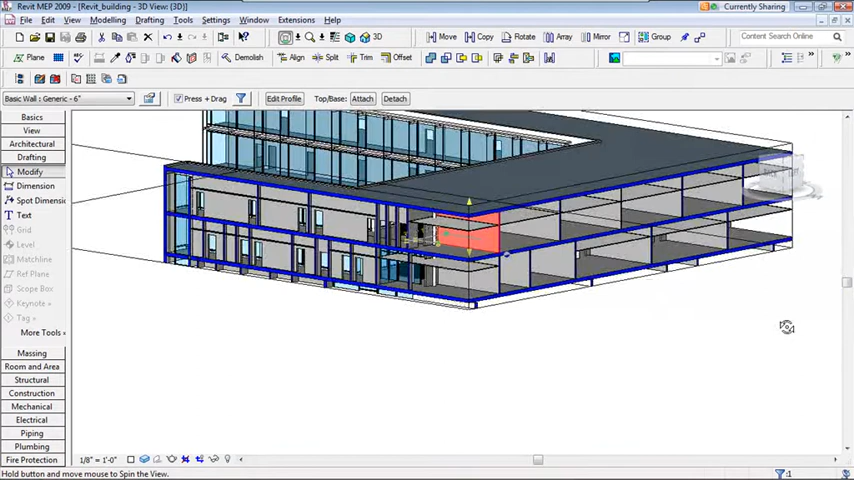 Revit MEP 2009 - [Revit_building - 3D View: {3D}]
Currently Sharing
File Edit View Modelling Drafting Tools Settings Window Extensions Help
3D Move Copy Rotate Array Mirror Group Search Content Online
Plane Align Split Trim Offset
Basic Wall : Generic - 6" Press + Drag Edit Profile Top/Base: Attach Detach
Basics
View
Architectural
Drafting
Modify
Dimension
Spot Dimensio
Text
Grid
Level
Matchline
Ref Plane
Scope Box
Keynote »
Tag »
More Tools
Massing
Room and Area
Structural
Construction
Mechanical
Electrical
Piping
Plumbing
Fire Protection
1/8" = 1'-0"
Hold button and move mouse to Spin the View.
:1